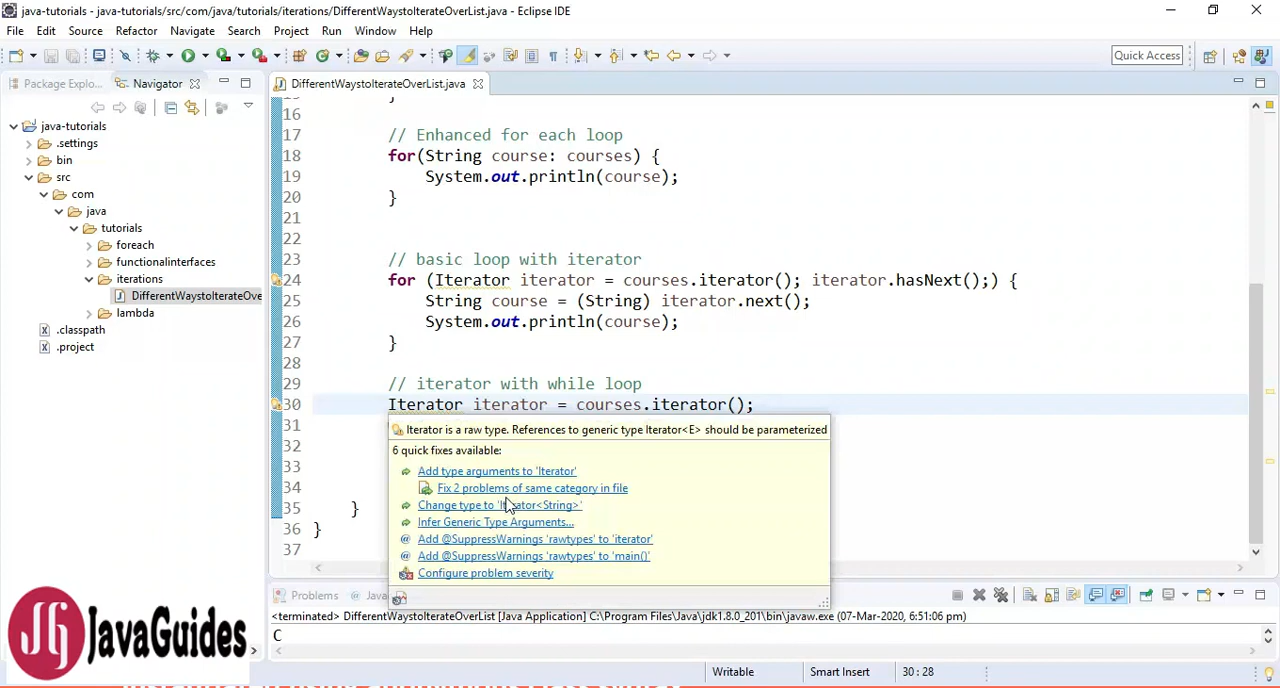 java-tutorials - java-tutorials/src/com/java/tutorials/iterations/DifferentWaystoIterateOverList.java - Eclipse IDE
File Edit Source Refactor Navigate Search Project Run Window Help
Quick Access
Package Explo...
Navigator
DifferentWaystoIterateOverList.java
java-tutorials
.settings
bin
src
com
java
tutorials
foreach
functionalinterfaces
iterations
DifferentWaystoIterateOve
lambda
.classpath
.project
16
17 // Enhanced for each loop
18 for(String course: courses) {
19 System.out.println(course);
20 }
21
22
23 // basic loop with iterator
24 for (Iterator iterator = courses.iterator(); iterator.hasNext();) {
25 String course = (String) iterator.next();
26 System.out.println(course);
27 }
28
29 // iterator with while loop
30 Iterator iterator = courses.iterator();
31
32
33
34
35 }
36 }
37
Iterator is a raw type. References to generic type Iterator<E> should be parameterized
6 quick fixes available:
Add type arguments to 'Iterator'
Fix 2 problems of same category in file
Change type to 'Iterator<String>'
Infer Generic Type Arguments...
Add @SuppressWarnings 'rawtypes' to 'iterator'
Add @SuppressWarnings 'rawtypes' to 'main()'
Configure problem severity
Problems @ Java
<terminated> DifferentWaystoIterateOverList [Java Application] C:\Program Files\Java\jdk1.8.0_201\bin\javaw.exe (07-Mar-2020, 6:51:06 pm)
C
JG JavaGuides
Writable Smart Insert 30 : 28